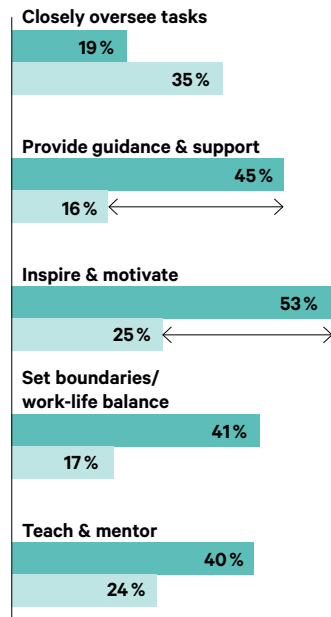 Closely oversee tasks
19 %
35 %
Provide guidance & support
45 %
16 %
Inspire & motivate
53 %
25 %
Set boundaries/
work-life balance
41 %
17 %
Teach & mentor
40 %
24 %